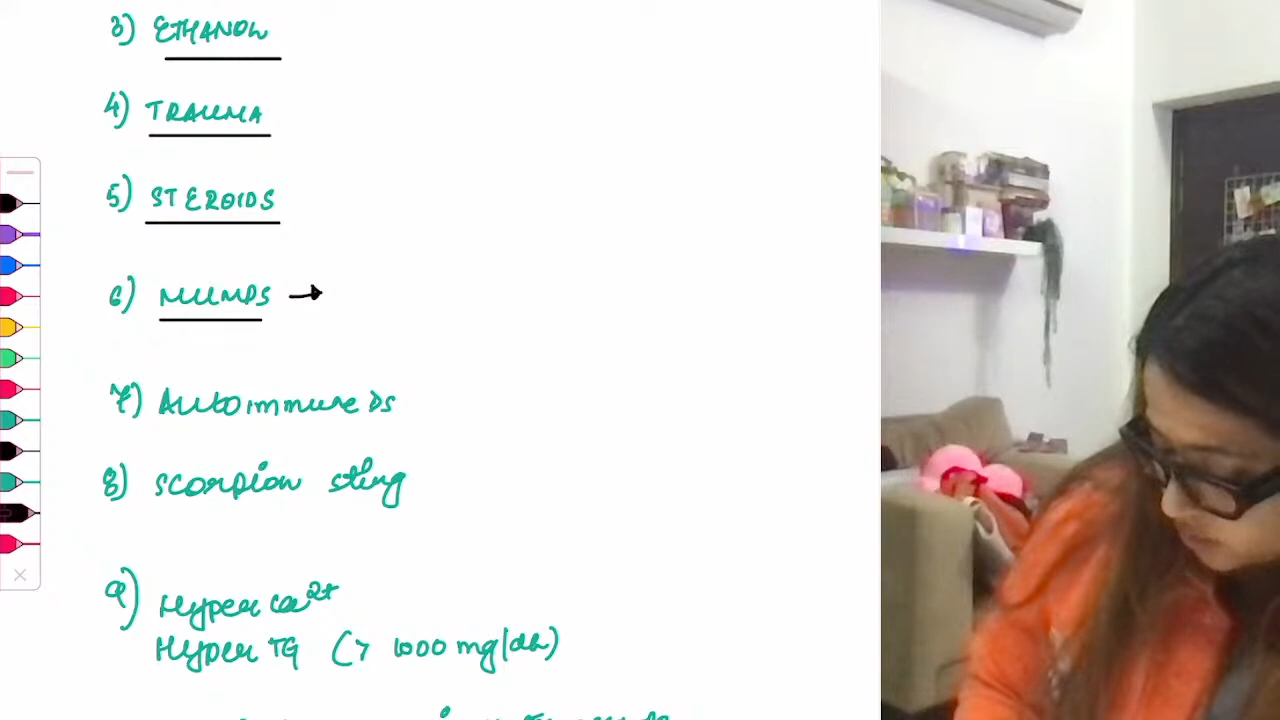 3) ETHANOL
4) TRAUMA
5) STEROIDS
6) MUMPS →
7) Autoimmune DS
8) Scorpion sting
9) Hyper Ca2+
Hyper TG (> 1000 mg/dL)